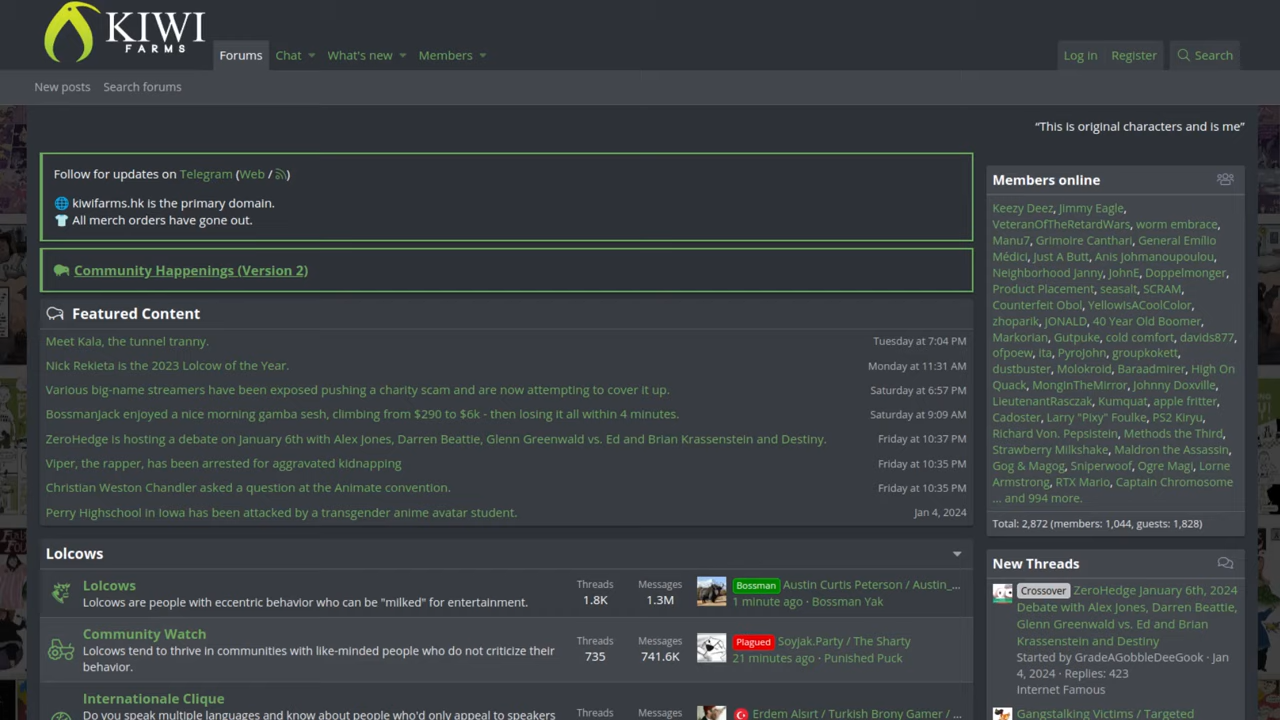 KIWI
FARMS
Forums
Chat
What's new
Members
Log in
Register
Search
New posts
Search forums
“This is original characters and is me”
Follow for updates on Telegram (Web / )
kiwifarms.hk is the primary domain.
All merch orders have gone out.
Community Happenings (Version 2)
Featured Content
Meet Kala, the tunnel tranny.
Tuesday at 7:04 PM
Nick Rekieta is the 2023 Lolcow of the Year.
Monday at 11:31 AM
Various big-name streamers have been exposed pushing a charity scam and are now attempting to cover it up.
Saturday at 6:57 PM
BossmanJack enjoyed a nice morning gamba sesh, climbing from $290 to $6k - then losing it all within 4 minutes.
Saturday at 9:09 AM
ZeroHedge is hosting a debate on January 6th with Alex Jones, Darren Beattie, Glenn Greenwald vs. Ed and Brian Krassenstein and Destiny.
Friday at 10:37 PM
Viper, the rapper, has been arrested for aggravated kidnapping
Friday at 10:35 PM
Christian Weston Chandler asked a question at the Animate convention.
Friday at 10:35 PM
Perry Highschool in Iowa has been attacked by a transgender anime avatar student.
Jan 4, 2024
Lolcows
Lolcows
Lolcows are people with eccentric behavior who can be "milked" for entertainment.
Threads
1.8K
Messages
1.3M
Bossman Austin Curtis Peterson / Austin_...
1 minute ago · Bossman Yak
Community Watch
Lolcows tend to thrive in communities with like-minded people who do not criticize their
behavior.
Threads
735
Messages
741.6K
Plagued Soyjak.Party / The Sharty
21 minutes ago · Punished Puck
Internationale Clique
Do you speak multiple languages and know about people who'd only appeal to speakers
Threads
Messages
Erdem Alsırt / Turkish Brony Gamer / ...
Members online
Keezy Deez, Jimmy Eagle,
VeteranOfTheRetardWars, worm embrace,
Manu7, Grimoire Canthari, General Emílio
Médici, Just A Butt, Anis Johmanoupoulou,
Neighborhood Janny, JohnE, Doppelmonger,
Product Placement, seasalt, SCRAM,
Counterfeit Obol, YellowIsACoolColor,
zhoparik, JONALD, 40 Year Old Boomer,
Markorian, Gutpuke, cold comfort, davids877,
ofpoew, ita, PyroJohn, groupkokett,
dustbuster, Molokroid, Baraadmirer, High On
Quack, MonginTheMirror, Johnny Doxville,
LieutenantRasczak, Kumquat, apple fritter,
Cadoster, Larry "Pixy" Foulke, PS2 Kiryu,
Richard Von. Pepsistein, Methods the Third,
Strawberry Milkshake, Maldron the Assassin,
Gog & Magog, Sniperwoof, Ogre Magi, Lorne
Armstrong, RTX Mario, Captain Chromosome
... and 994 more.
Total: 2,872 (members: 1,044, guests: 1,828)
New Threads
Crossover ZeroHedge January 6th, 2024
Debate with Alex Jones, Darren Beattie,
Glenn Greenwald vs. Ed and Brian
Krassenstein and Destiny
Started by GradeAGobbleDeeGook · Jan
4, 2024 · Replies: 423
Internet Famous
Gangstalking Victims / Targeted